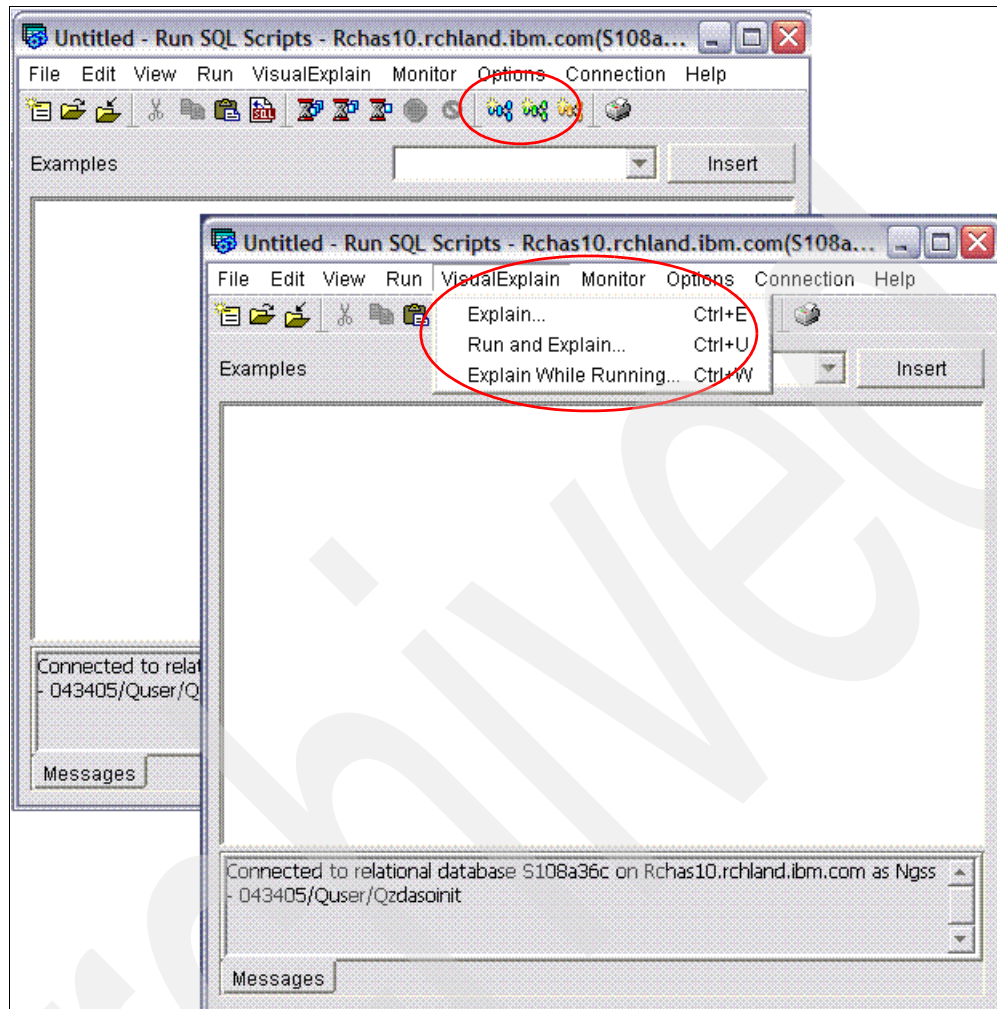 Untitled - Run SQL Scripts - Rchas10.rchland.ibm.com(S108a...
File Edit View Run VisualExplain Monitor Options Connection Help
Examples
Insert
Connected to relat
- 043405/Quser/Q
Messages
Untitled - Run SQL Scripts - Rchas10.rchland.ibm.com(S108a...
File Edit View Run VisualExplain Monitor Options Connection Help
Explain... Ctrl+E
Run and Explain... Ctrl+U
Explain While Running... Ctrl+W
Examples
Insert
Connected to relational database S108a36c on Rchas10.rchland.ibm.com as Ngss
- 043405/Quser/Qzdasoinit
Messages